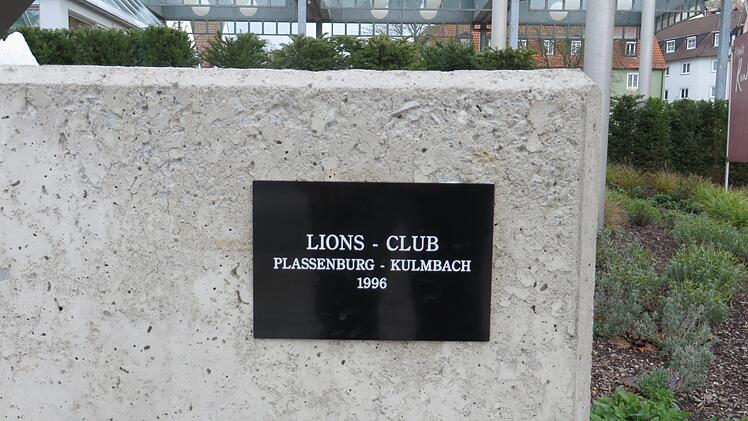 LIONS - CLUB
PLASSENBURG - KULMBACH
1996